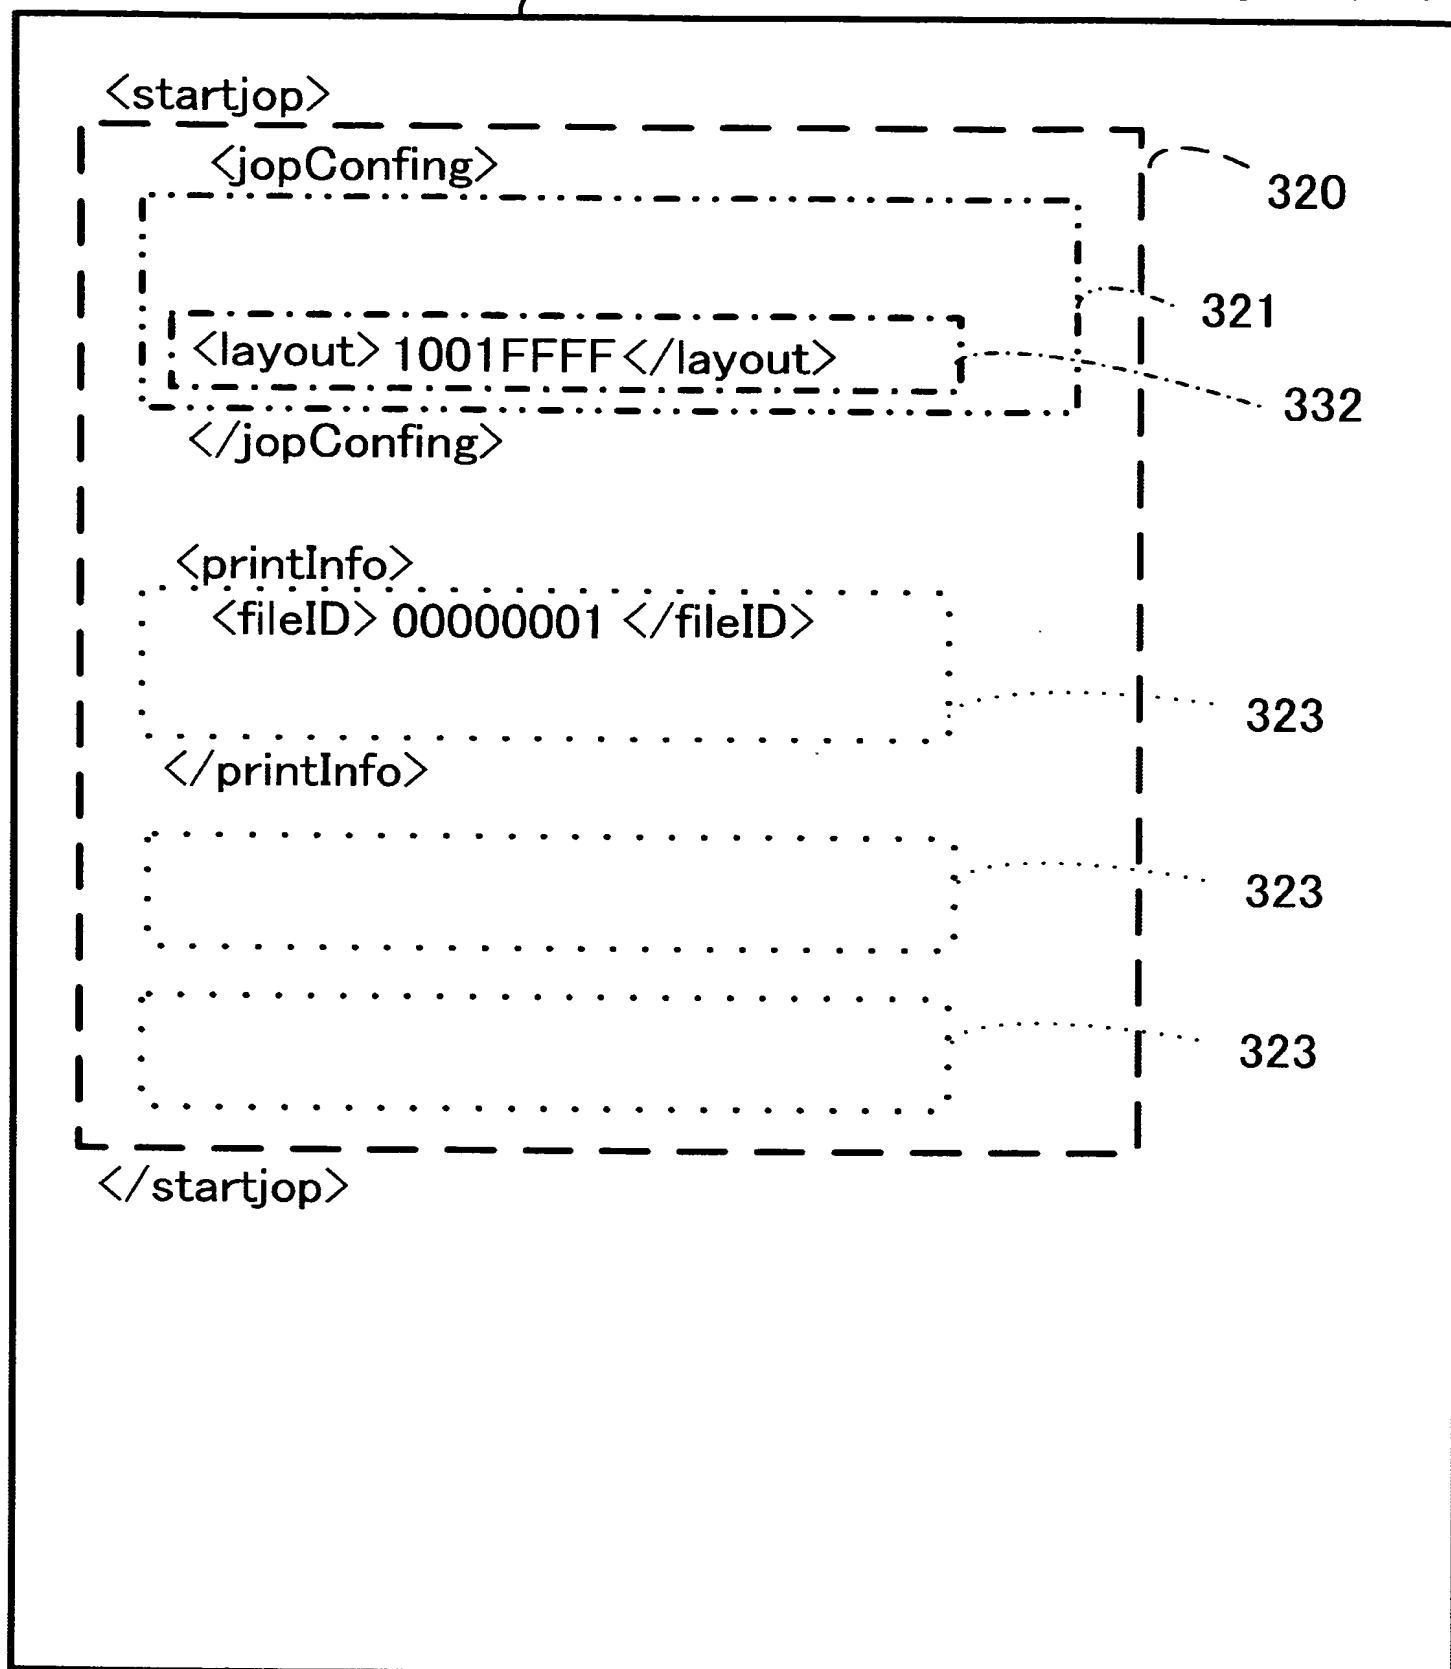 <startjop>
<jopConfing>
320
321
<layout> 1001FFFF </layout>
332
</jopConfing>
<printInfo>
<fileID> 00000001 </fileID>
323
</printInfo>
323
323
</startjop>